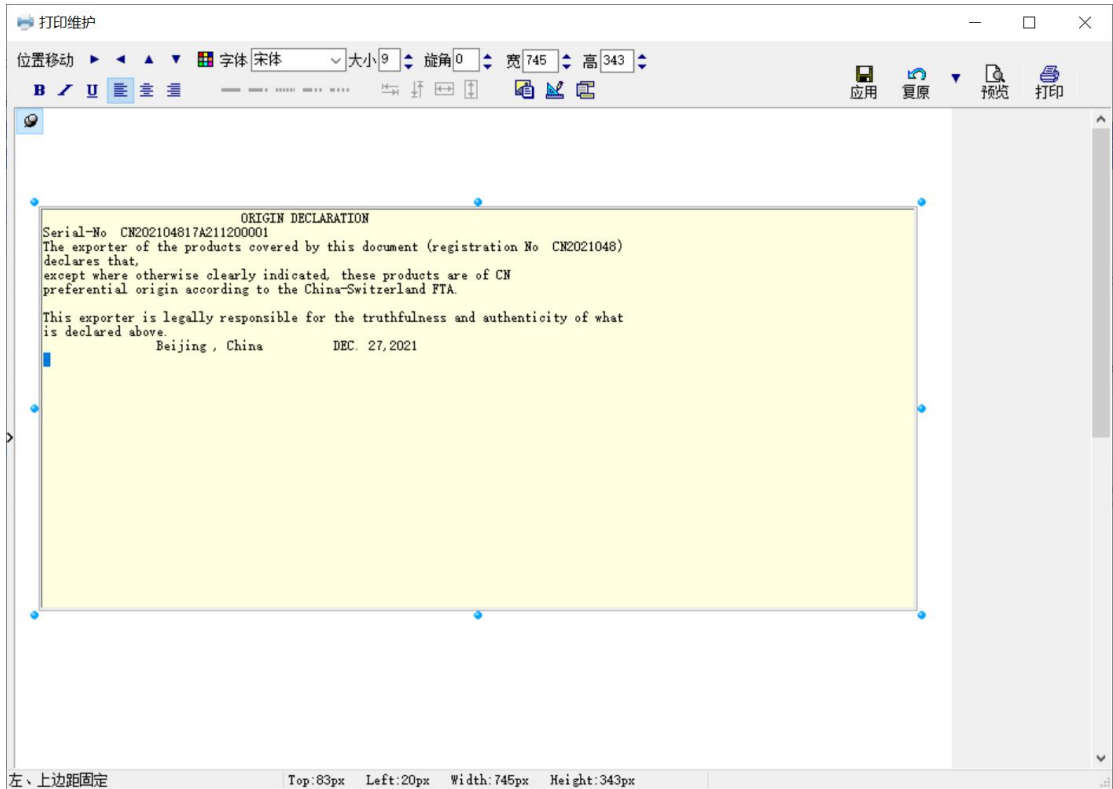 打印维护
位置移动 字体 宋体 大小 9 旋角 0 宽 745 高 343
B I U 应用 复原 预览 打印
ORIGIN DECLARATION
Serial-No CN202104817A211200001
The exporter of the products covered by this document (registration No CN2021048)
declares that,
except where otherwise clearly indicated, these products are of CN
preferential origin according to the China-Switzerland FTA.
This exporter is legally responsible for the truthfulness and authenticity of what
is declared above.
Beijing , China DEC. 27,2021
左、上边距固定 Top:83px Left:20px Width:745px Height:343px